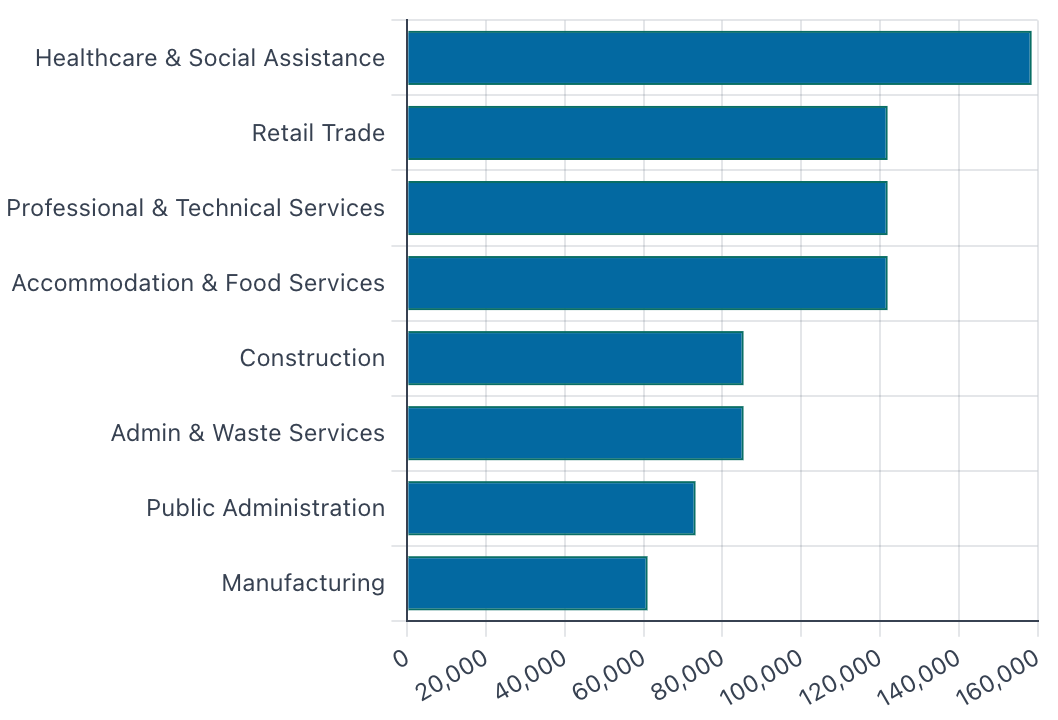 Healthcare & Social Assistance
Retail Trade
Professional & Technical Services
Accommodation & Food Services
Construction
Admin & Waste Services
Public Administration
Manufacturing
0
20,000
40,000
60,000
80,000
100,000
120,000
140,000
160,000